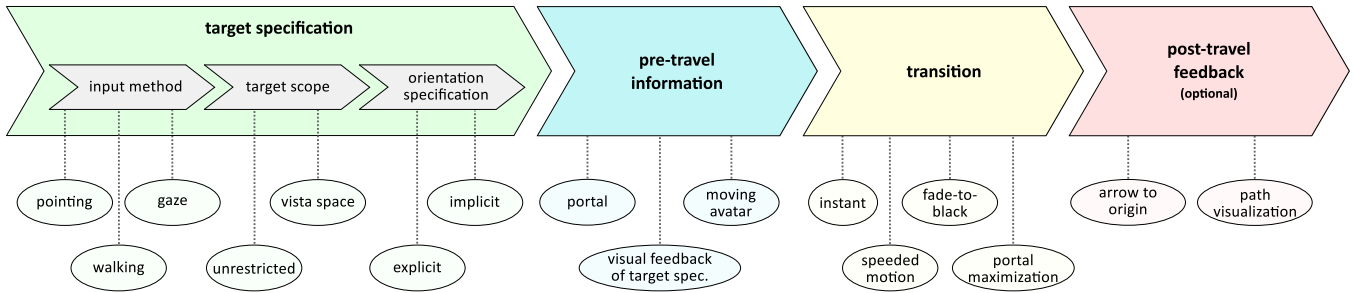 target specification
input method
target scope
orientation
specification
pointing
walking
gaze
unrestricted
vista space
explicit
implicit
pre-travel
information
portal
visual feedback
of target spec.
moving
avatar
transition
instant
speeded
motion
fade-to-
black
portal
maximization
post-travel
feedback
(optional)
arrow to
origin
path
visualization